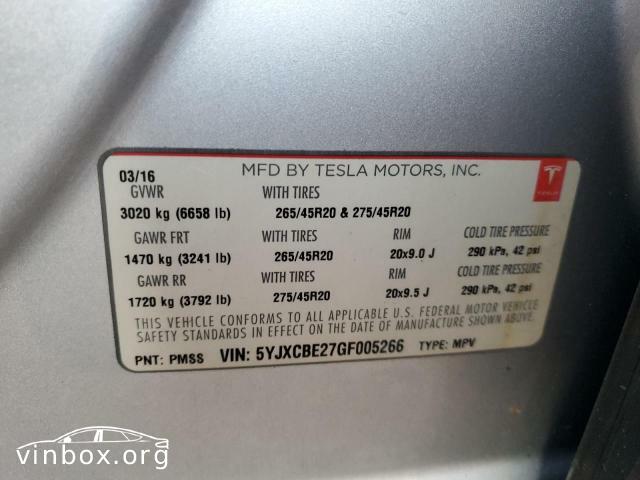 MFD BY TESLA MOTORS, INC.
TESLA
03/16
GVWR WITH TIRES
3020 kg (6658 lb) 265/45R20 & 275/45R20
GAWR FRT WITH TIRES RIM COLD TIRE PRESSURE
1470 kg (3241 lb) 265/45R20 20x9.0 J 290 kPa, 42 psi
GAWR RR WITH TIRES RIM COLD TIRE PRESSURE
1720 kg (3792 lb) 275/45R20 20x9.5 J 290 kPa, 42 psi
THIS VEHICLE CONFORMS TO ALL APPLICABLE U.S. FEDERAL MOTOR VEHICLE
SAFETY STANDARDS IN EFFECT ON THE DATE OF MANUFACTURE SHOWN ABOVE.
PNT: PMSS VIN: 5YJXCBE27GF005266 TYPE: MPV
vinbox.org